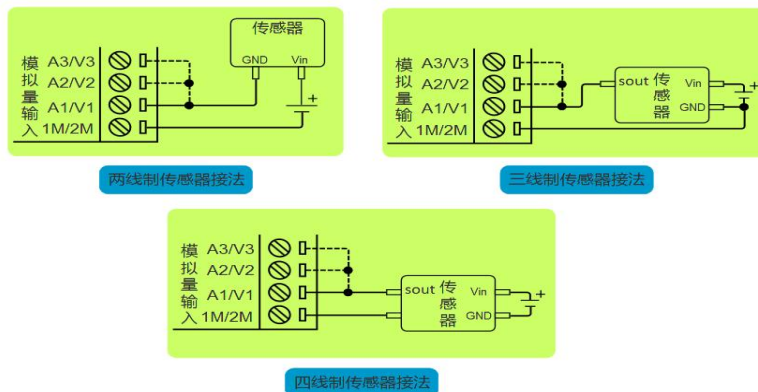 模拟量输入
A3/V3
A2/V2
A1/V1
1M/2M
传感器
GND Vin
+
两线制传感器接法
模拟量输入
A3/V3
A2/V2
A1/V1
1M/2M
sout 传感器 Vin
GND
+
三线制传感器接法
模拟量输入
A3/V3
A2/V2
A1/V1
1M/2M
sout 传感器 Vin
GND
+
四线制传感器接法